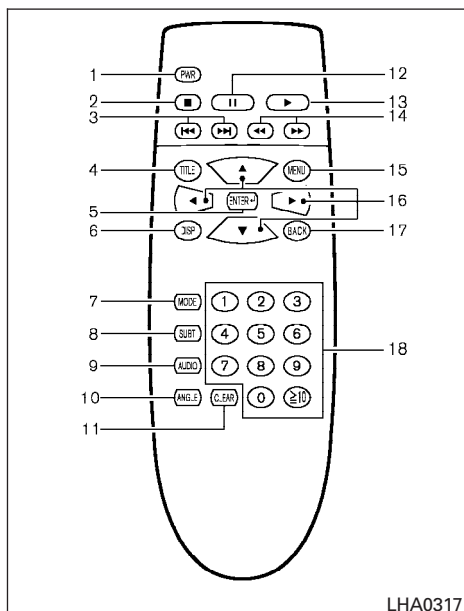 1 PWR 12
2 13
3 14
4 TITLE MENU 15
5 ENTER 16
6 DISP BACK 17
7 MODE 1 2 3
8 SUBT 4 5 6 18
9 AUDIO 7 8 9
10 ANGLE CLEAR 0 ≧10
11
LHA0317